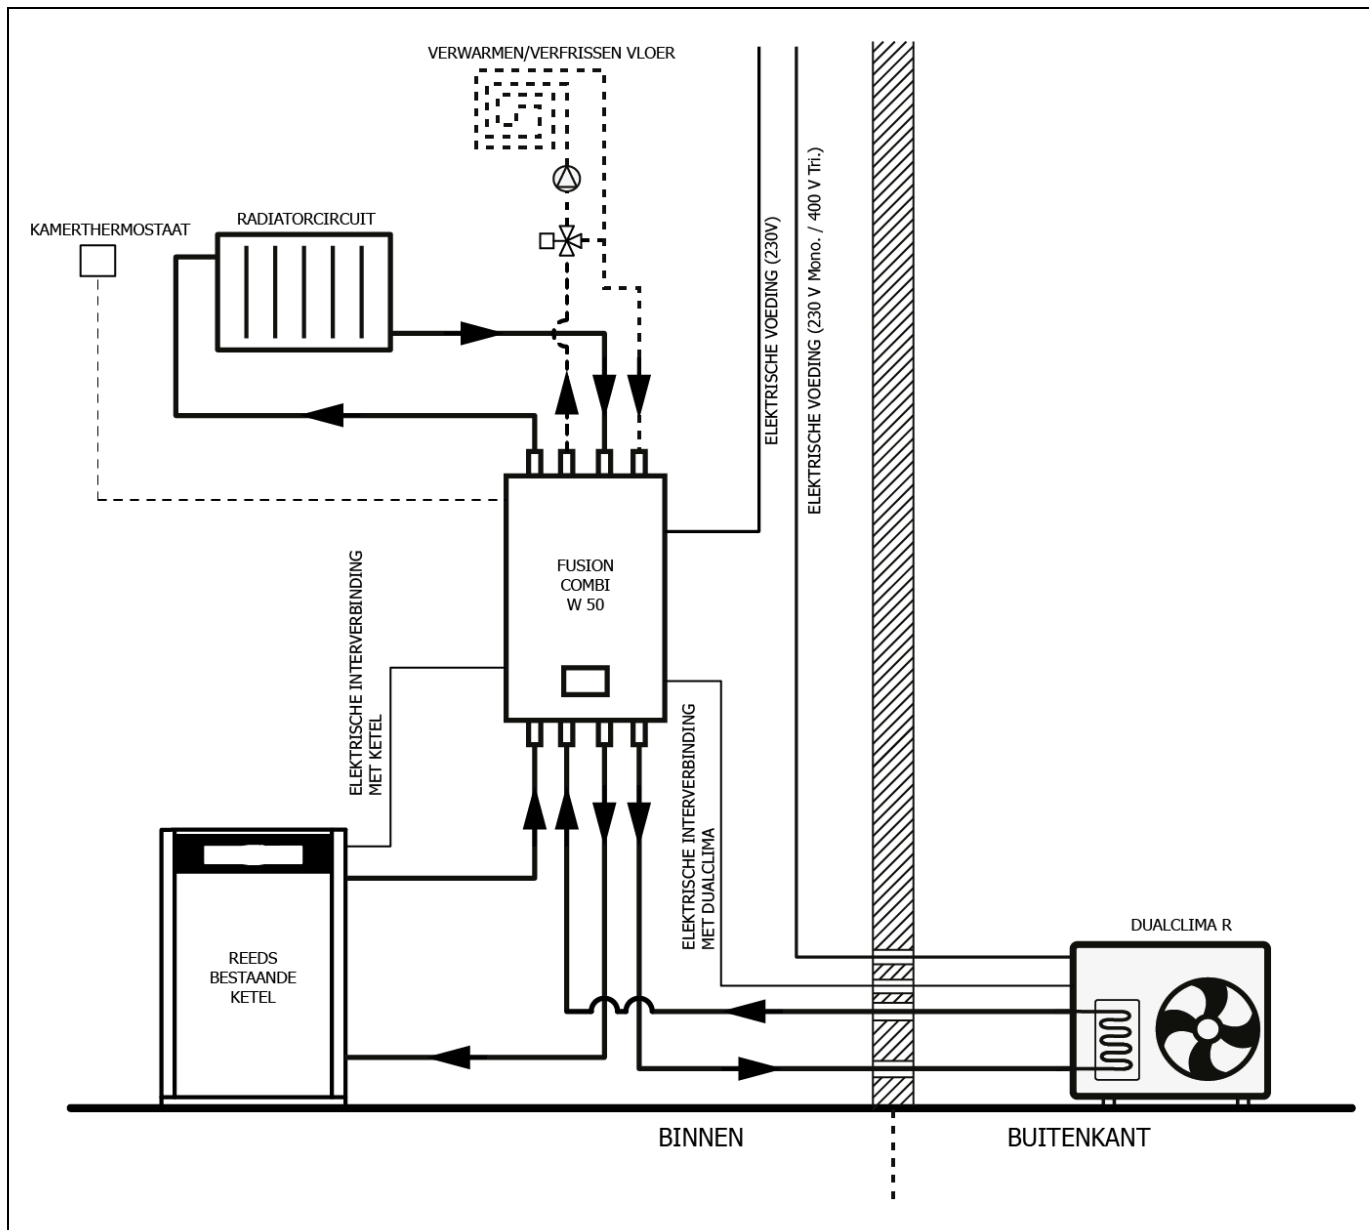 VERWARMEN/VERFRISSEN VLOER
KAMERTHERMOSTAAT
RADIATORCIRCUIT
ELEKTRISCHE VOEDING (230V)
ELEKTRISCHE VOEDING (230 V Mono. / 400 V Tri.)
FUSION
COMBI
W 50
ELEKTRISCHE INTERVERBINDING
MET KETEL
ELEKTRISCHE INTERVERBINDING
MET DUALCLIMA
REEDS
BESTAANDE
KETEL
DUALCLIMA R
BINNEN
BUITENKANT